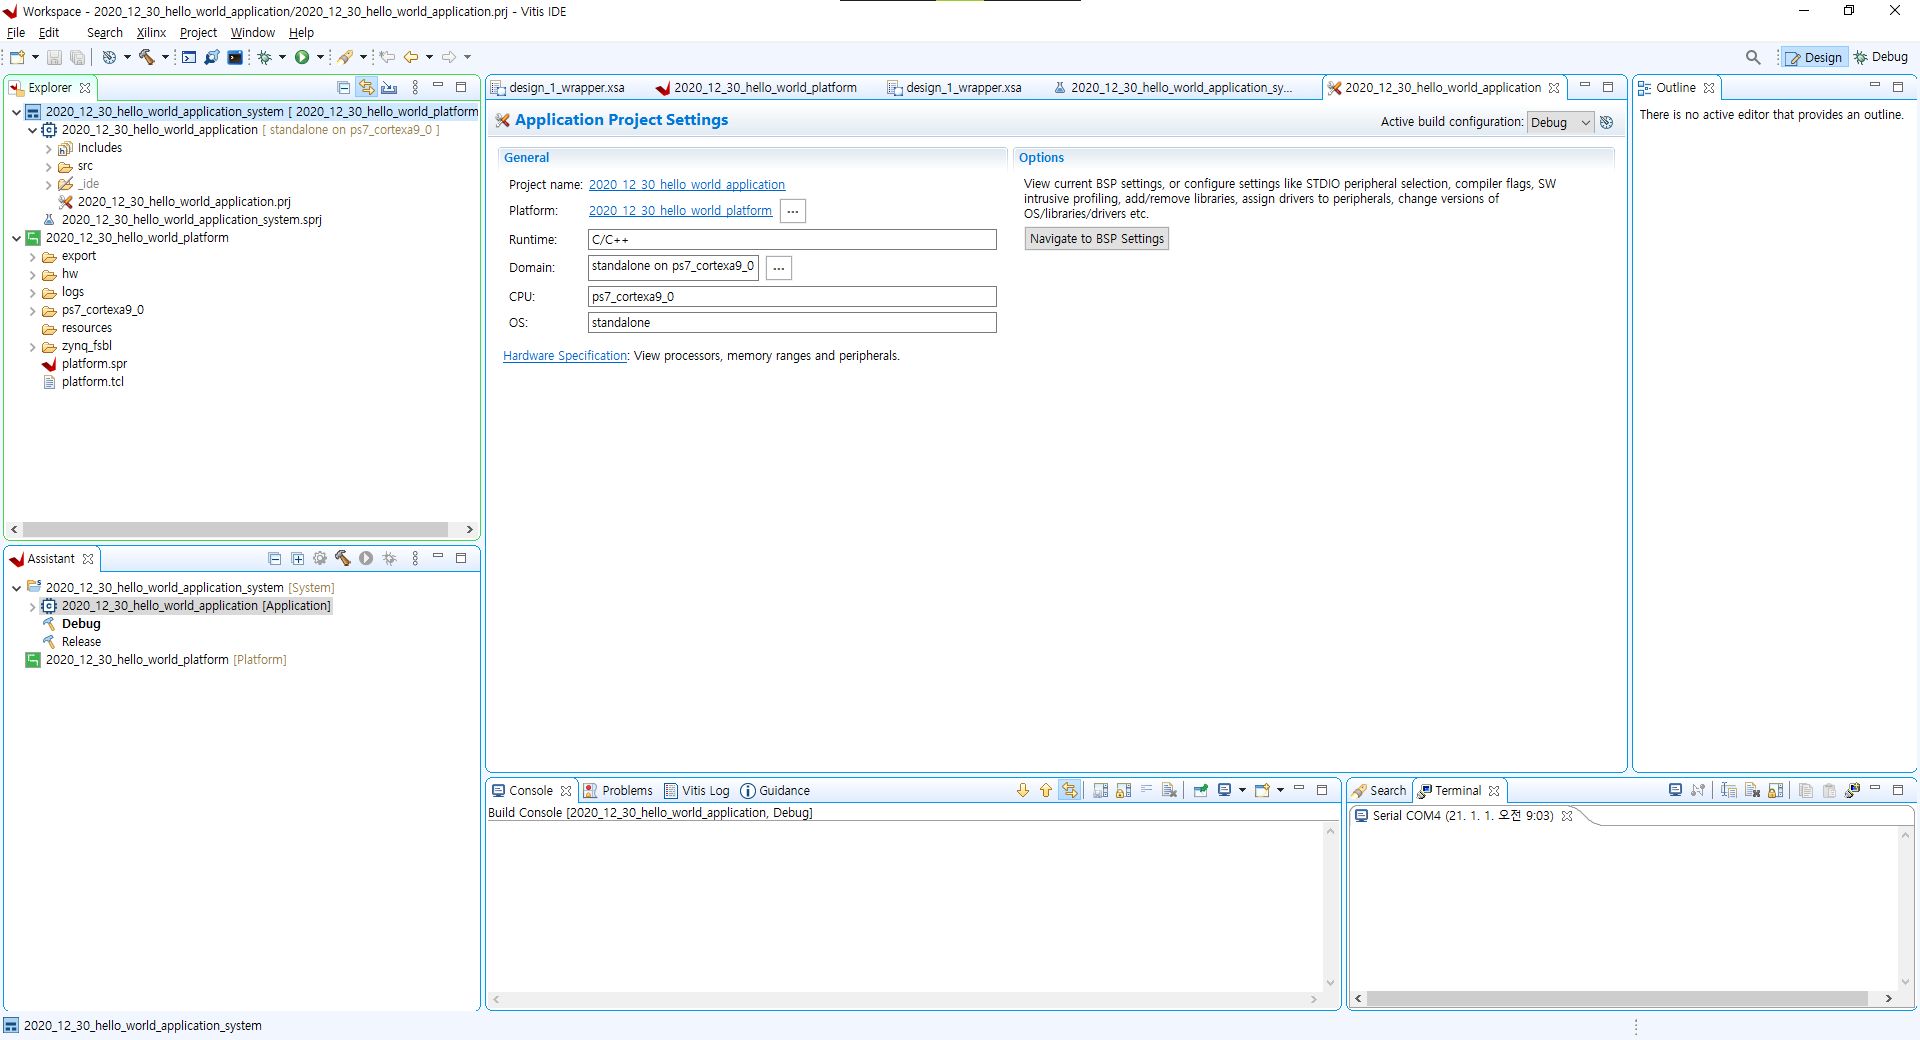 Workspace - 2020_12_30_hello_world_application/2020_12_30_hello_world_application.prj - Vitis IDE
File Edit Search Xilinx Project Window Help
Design Debug
Explorer
2020_12_30_hello_world_application_system [ 2020_12_30_hello_world_platform
2020_12_30_hello_world_application [ standalone on ps7_cortexa9_0 ]
Includes
src
_ide
2020_12_30_hello_world_application.prj
2020_12_30_hello_world_application_system.sprj
2020_12_30_hello_world_platform
export
hw
logs
ps7_cortexa9_0
resources
zynq_fsbl
platform.spr
platform.tcl
Assistant
2020_12_30_hello_world_application_system [System]
2020_12_30_hello_world_application [Application]
Debug
Release
2020_12_30_hello_world_platform [Platform]
design_1_wrapper.xsa 2020_12_30_hello_world_platform design_1_wrapper.xsa 2020_12_30_hello_world_application_sy... 2020_12_30_hello_world_application
Application Project Settings
Active build configuration: Debug
General
Project name: 2020_12_30_hello_world_application
Platform: 2020_12_30_hello_world_platform ...
Runtime: C/C++
Domain: standalone on ps7_cortexa9_0 ...
CPU: ps7_cortexa9_0
OS: standalone
Hardware Specification: View processors, memory ranges and peripherals.
Options
View current BSP settings, or configure settings like STDIO peripheral selection, compiler flags, SW
intrusive profiling, add/remove libraries, assign drivers to peripherals, change versions of
OS/libraries/drivers etc.
Navigate to BSP Settings
Outline
There is no active editor that provides an outline.
Console Problems Vitis Log Guidance
Build Console [2020_12_30_hello_world_application, Debug]
Search Terminal
Serial COM4 (21. 1. 1. 오전 9:03)
2020_12_30_hello_world_application_system